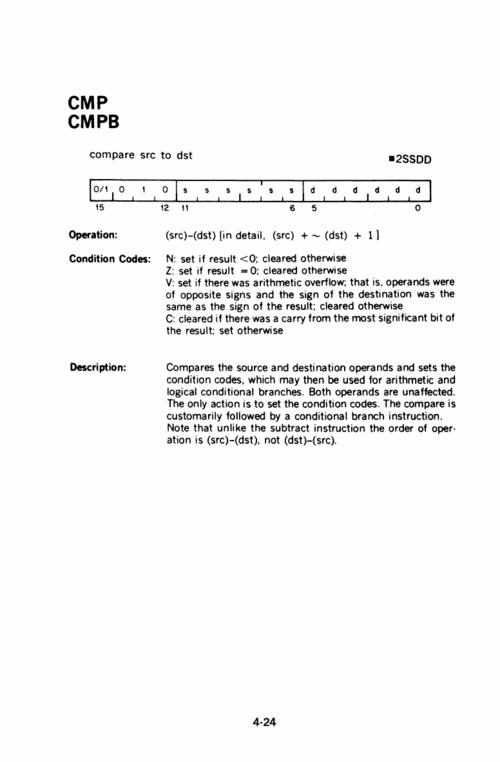 CMP
CMPB
compare src to dst
■2SSDD
0/1 0 1 0 s s s s s s d d d d d d
15 12 11 6 5 0
Operation: (src)–(dst) [in detail, (src) + ~ (dst) + 1]
Condition Codes: N: set if result <0; cleared otherwise
Z: set if result =0; cleared otherwise
V: set if there was arithmetic overflow; that is, operands were
of opposite signs and the sign of the destination was the
same as the sign of the result; cleared otherwise
C: cleared if there was a carry from the most significant bit of
the result; set otherwise
Description: Compares the source and destination operands and sets the
condition codes, which may then be used for arithmetic and
logical conditional branches. Both operands are unaffected.
The only action is to set the condition codes. The compare is
customarily followed by a conditional branch instruction.
Note that unlike the subtract instruction the order of oper-
ation is (src)–(dst), not (dst)–(src).
4-24